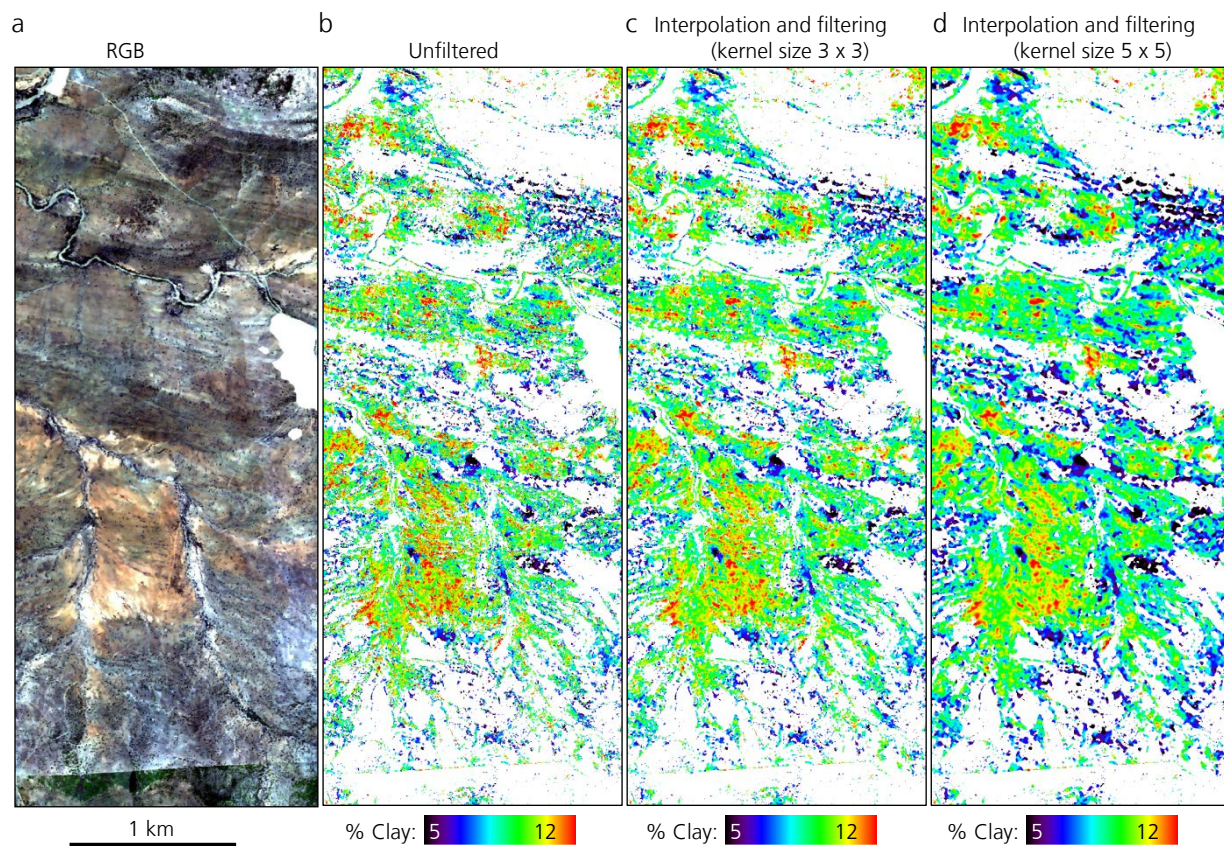 a
RGB
b
Unfiltered
c Interpolation and filtering
(kernel size 3 x 3)
d Interpolation and filtering
(kernel size 5 x 5)
1 km
% Clay: 5 12
% Clay: 5 12
% Clay: 5 12